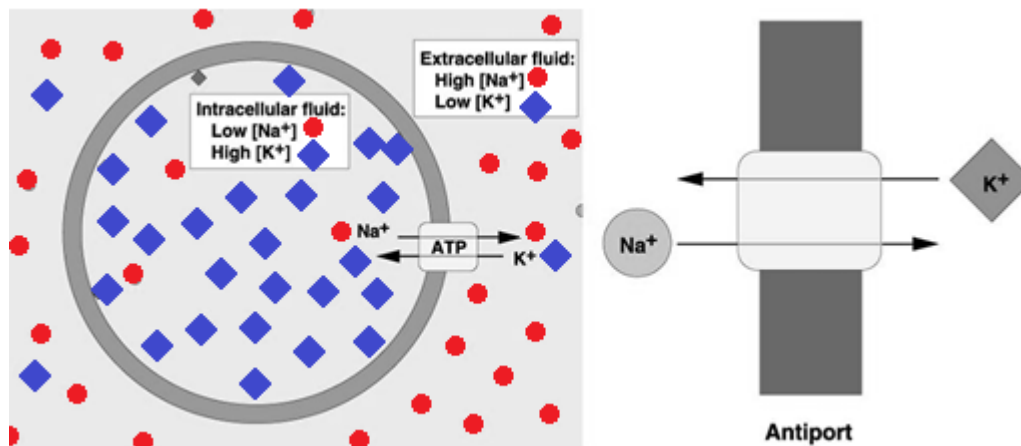 Extracellular fluid:
High [Na⁺]
Low [K⁺]
Intracellular fluid:
Low [Na⁺]
High [K⁺]
Na⁺
ATP
K⁺
K⁺
Na⁺
Antiport